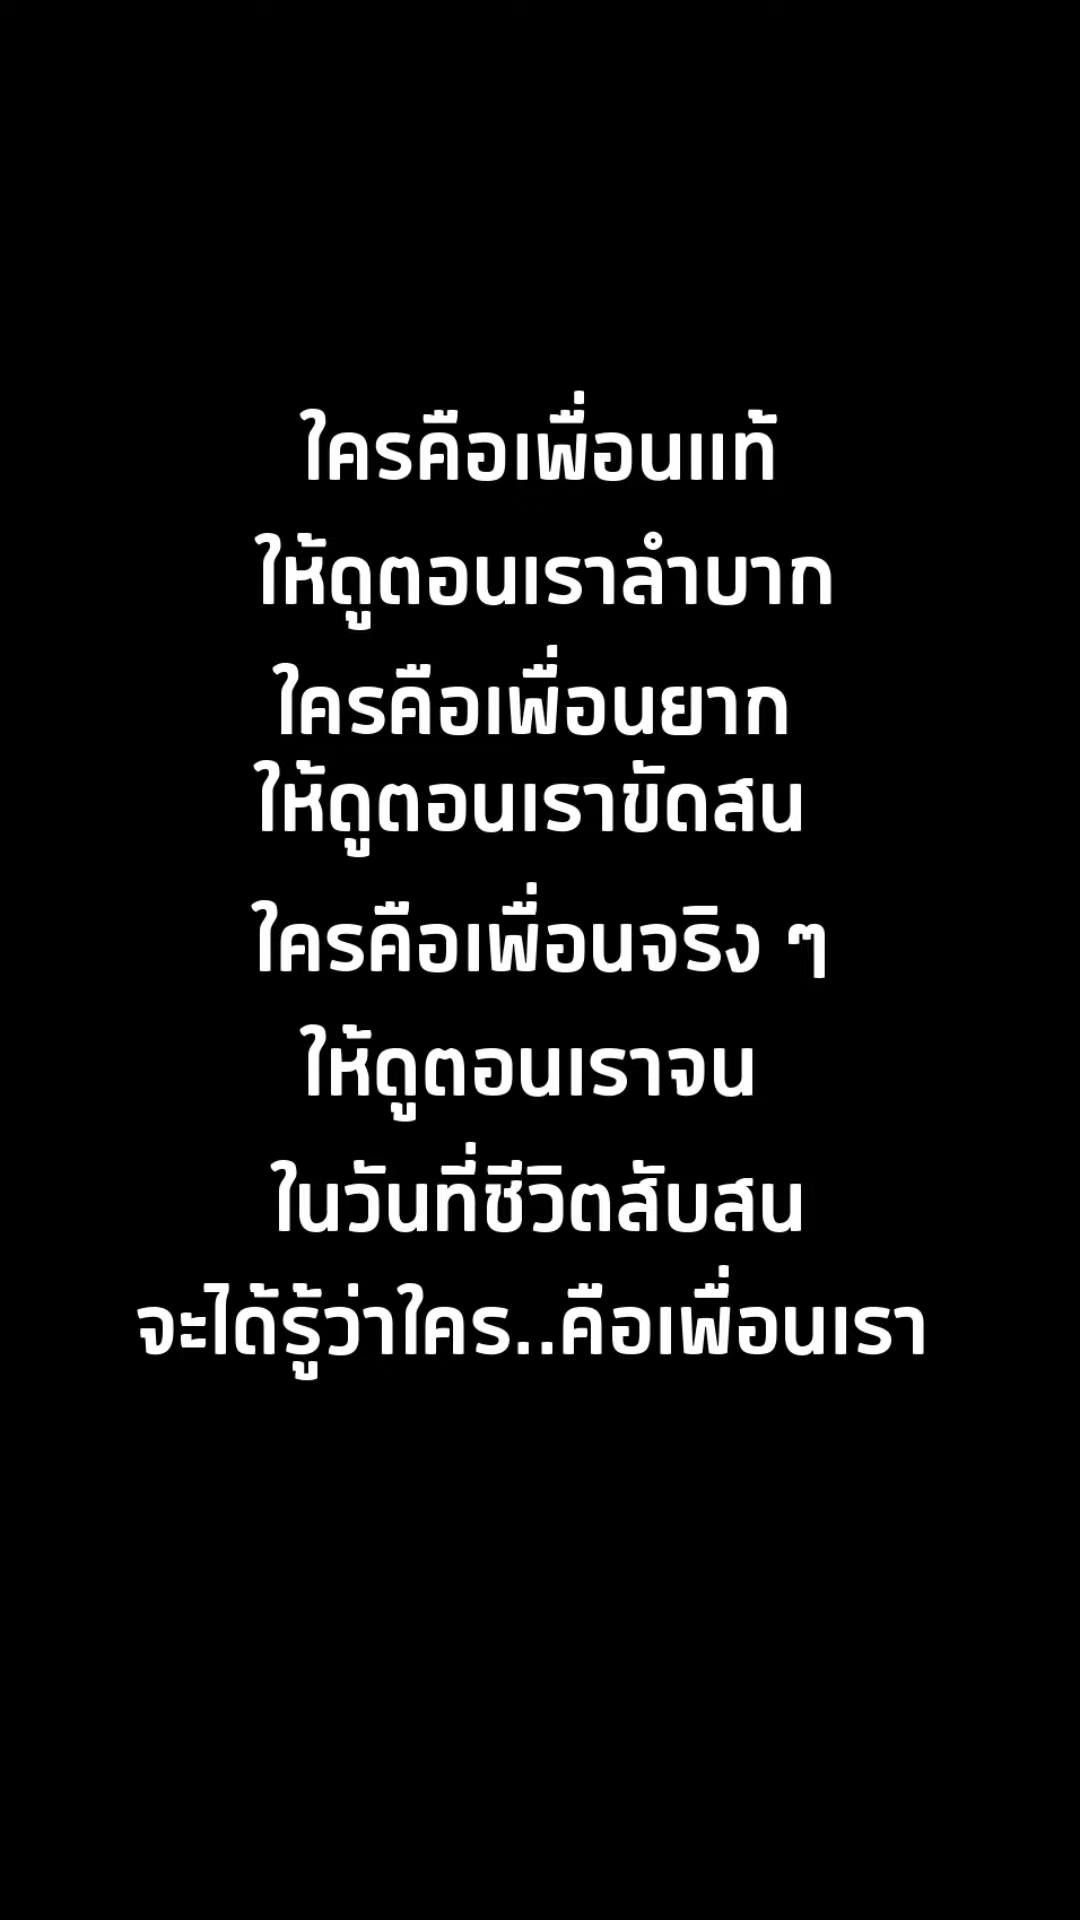 ใครคือเพื่อนแท้
ให้ดูตอนเราลำบาก
ใครคือเพื่อนยาก
ให้ดูตอนเราขัดสน
ใครคือเพื่อนจริง ๆ
ให้ดูตอนเราจน
ในวันที่ชีวิตสับสน
จะได้รู้ว่าใคร..คือเพื่อนเรา